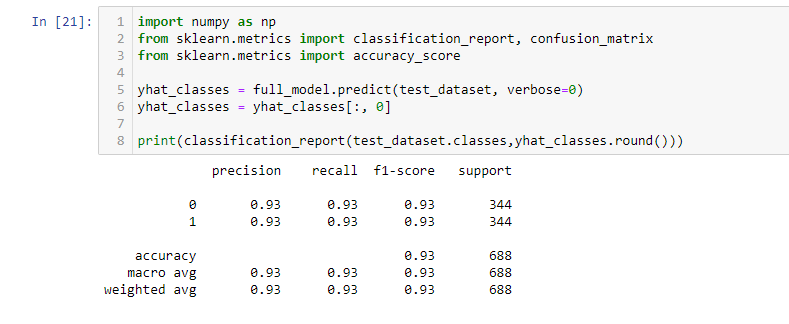 In [21]:
1 import numpy as np
2 from sklearn.metrics import classification_report, confusion_matrix
3 from sklearn.metrics import accuracy_score
4
5 yhat_classes = full_model.predict(test_dataset, verbose=0)
6 yhat_classes = yhat_classes[:, 0]
7
8 print(classification_report(test_dataset.classes,yhat_classes.round()))
precision recall f1-score support
0 0.93 0.93 0.93 344
1 0.93 0.93 0.93 344
accuracy 0.93 688
macro avg 0.93 0.93 0.93 688
weighted avg 0.93 0.93 0.93 688